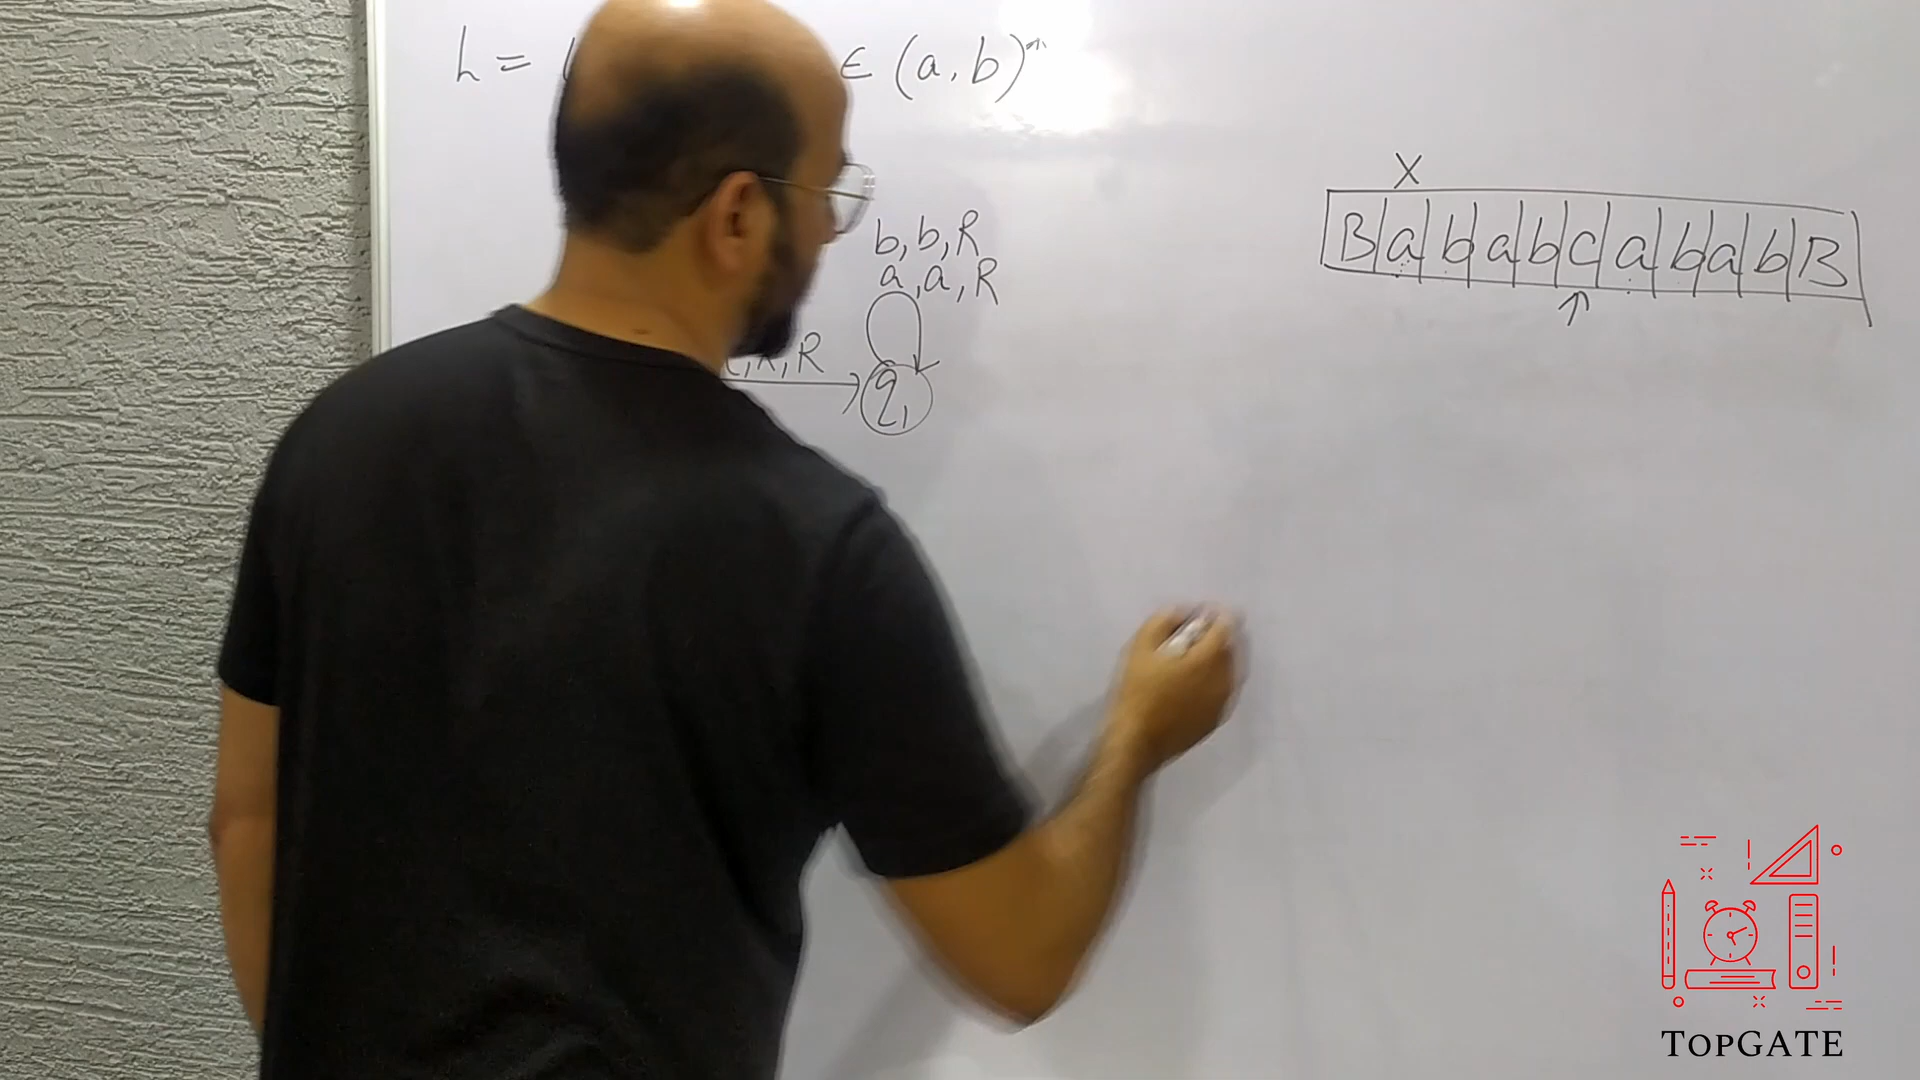 L = ∈ (a,b)*
X
B a b a b C a b a b B
↑
b,b,R
a,a,R
,X,R
q₁
TOPGATE